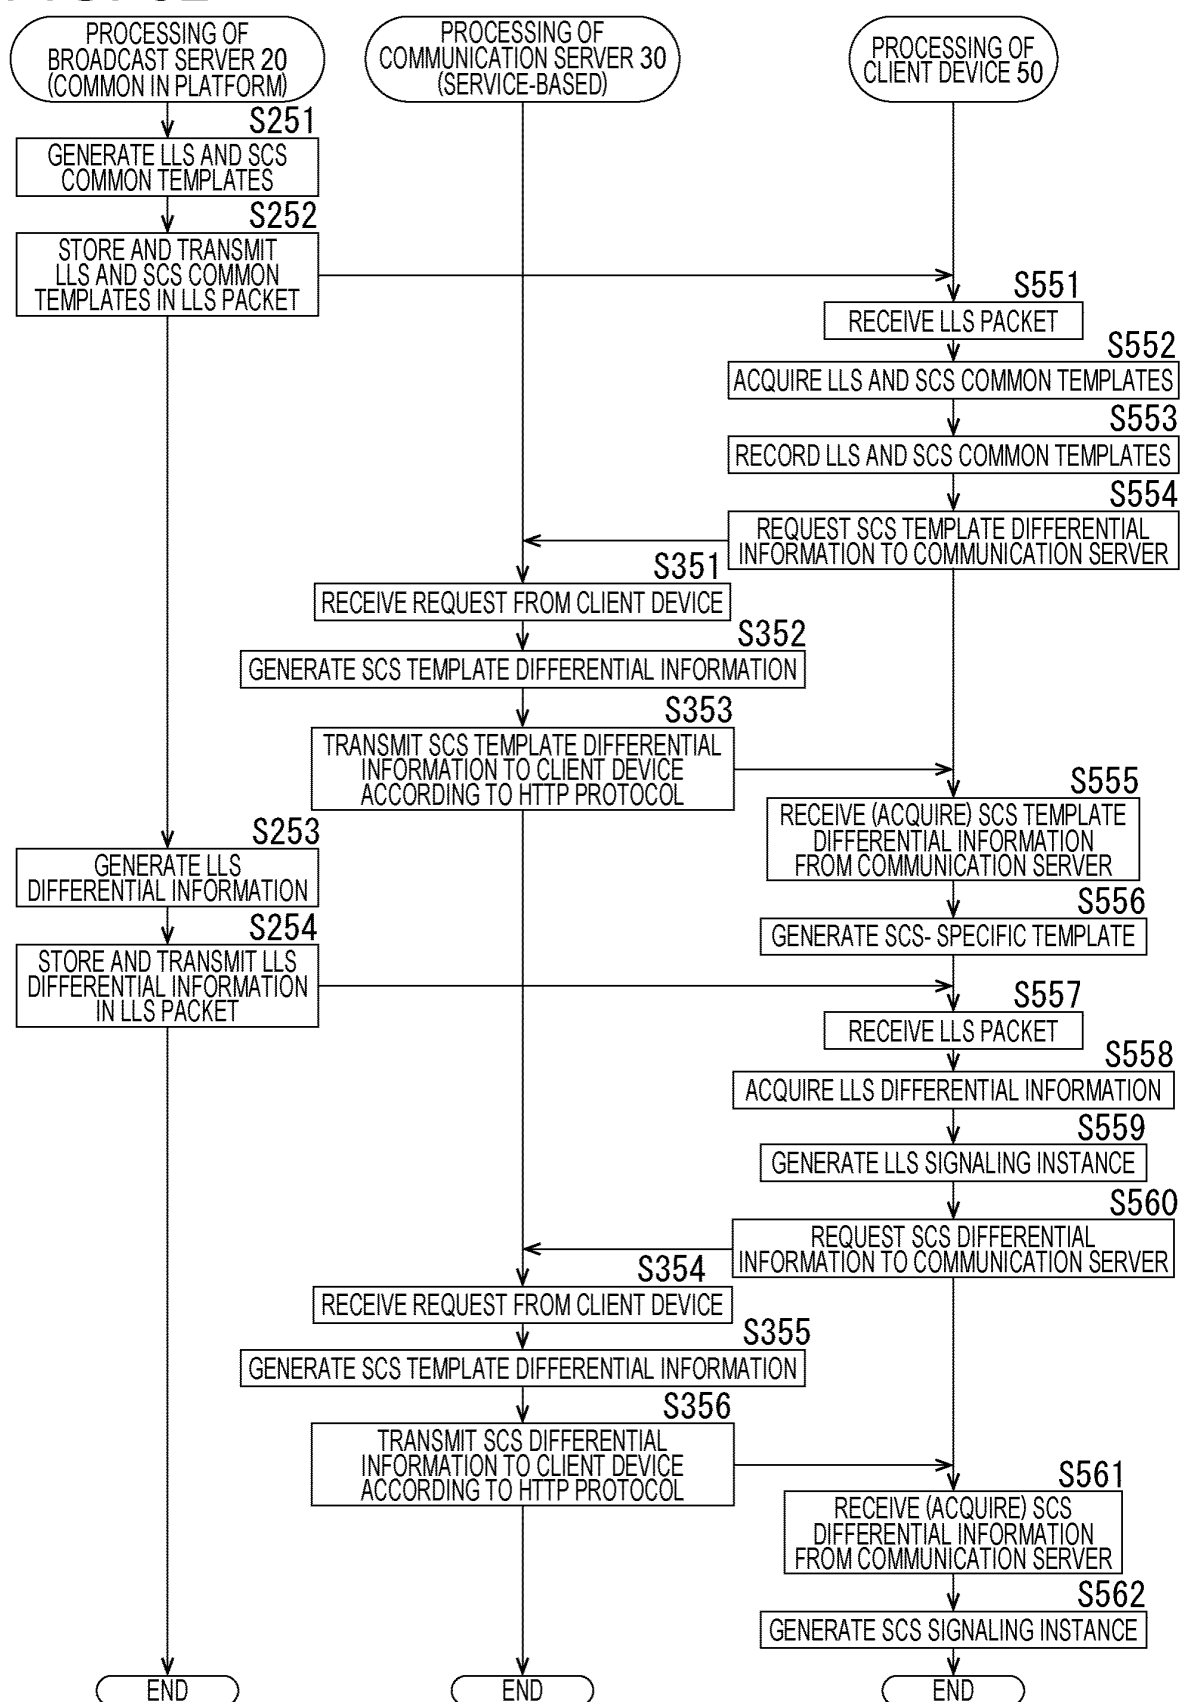 PROCESSING OF
BROADCAST SERVER 20
(COMMON IN PLATFORM)
PROCESSING OF
COMMUNICATION SERVER 30
(SERVICE-BASED)
PROCESSING OF
CLIENT DEVICE 50
S251
GENERATE LLS AND SCS
COMMON TEMPLATES
S252
STORE AND TRANSMIT
LLS AND SCS COMMON
TEMPLATES IN LLS PACKET
S551
RECEIVE LLS PACKET
S552
ACQUIRE LLS AND SCS COMMON TEMPLATES
S553
RECORD LLS AND SCS COMMON TEMPLATES
S554
REQUEST SCS TEMPLATE DIFFERENTIAL
INFORMATION TO COMMUNICATION SERVER
S351
RECEIVE REQUEST FROM CLIENT DEVICE
S352
GENERATE SCS TEMPLATE DIFFERENTIAL INFORMATION
S353
TRANSMIT SCS TEMPLATE DIFFERENTIAL
INFORMATION TO CLIENT DEVICE
ACCORDING TO HTTP PROTOCOL
S555
RECEIVE (ACQUIRE) SCS TEMPLATE
DIFFERENTIAL INFORMATION
FROM COMMUNICATION SERVER
S253
GENERATE LLS
DIFFERENTIAL INFORMATION
S556
GENERATE SCS- SPECIFIC TEMPLATE
S254
STORE AND TRANSMIT LLS
DIFFERENTIAL INFORMATION
IN LLS PACKET
S557
RECEIVE LLS PACKET
S558
ACQUIRE LLS DIFFERENTIAL INFORMATION
S559
GENERATE LLS SIGNALING INSTANCE
S560
REQUEST SCS DIFFERENTIAL
INFORMATION TO COMMUNICATION SERVER
S354
RECEIVE REQUEST FROM CLIENT DEVICE
S355
GENERATE SCS TEMPLATE DIFFERENTIAL INFORMATION
S356
TRANSMIT SCS DIFFERENTIAL
INFORMATION TO CLIENT DEVICE
ACCORDING TO HTTP PROTOCOL
S561
RECEIVE (ACQUIRE) SCS
DIFFERENTIAL INFORMATION
FROM COMMUNICATION SERVER
S562
GENERATE SCS SIGNALING INSTANCE
END
END
END